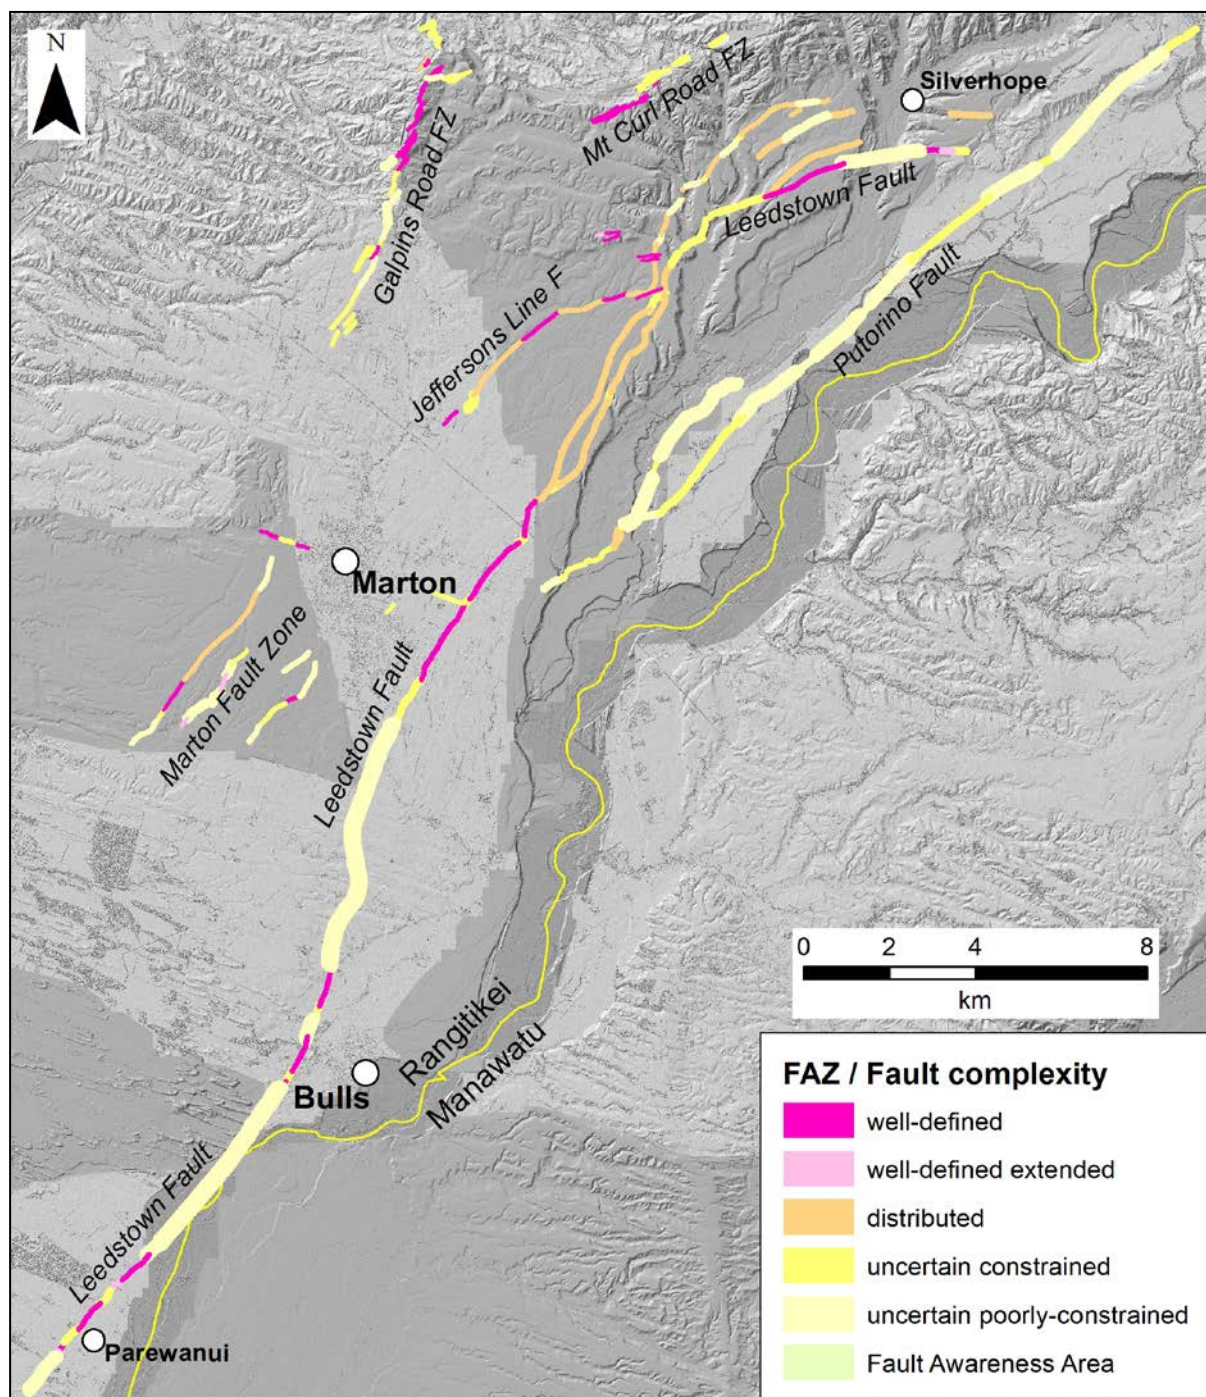 N
Silverhope
Mt Curl Road FZ
Galpins Road FZ
Leedstown Fault
Putorino Fault
Jeffersons Line F
Marton
Marton Fault Zone
Leedstown Fault
0 2 4 8
km
Rangitikei
Manawatu
Bulls
Leedstown Fault
Parewanui
FAZ / Fault complexity
well-defined
well-defined extended
distributed
uncertain constrained
uncertain poorly-constrained
Fault Awareness Area